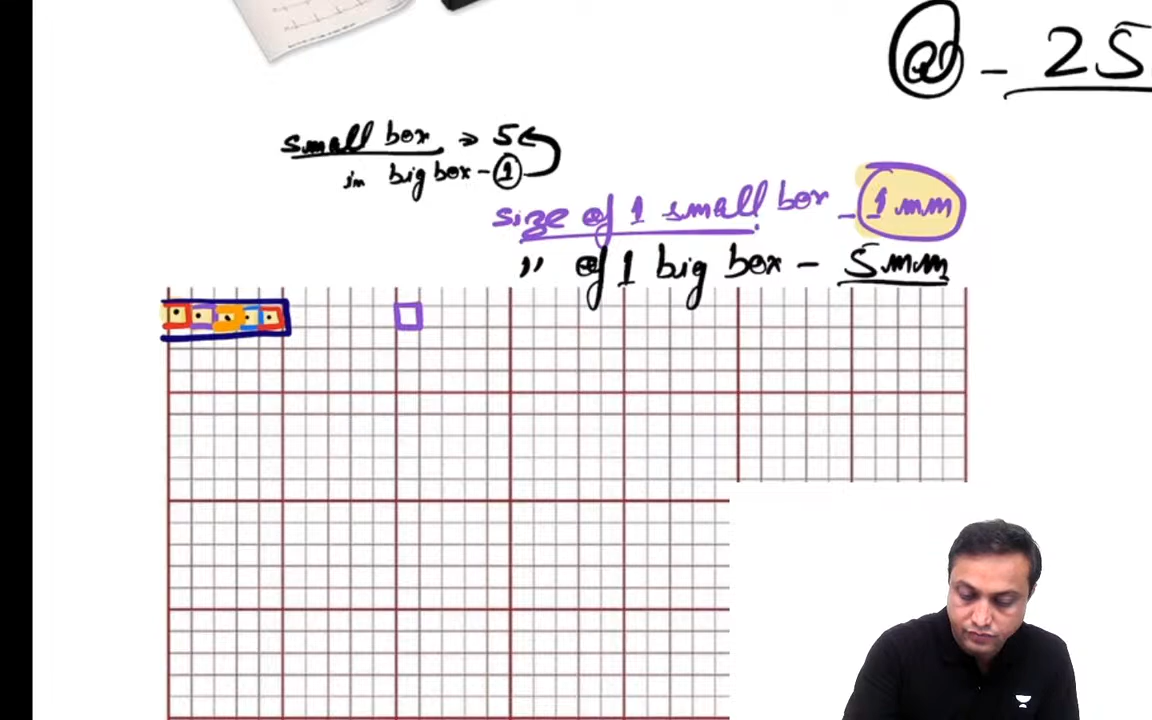 @ - 25
small box => 5
in big box - 1
size of 1 small box - 1 mm
" of 1 big box - 5 mm